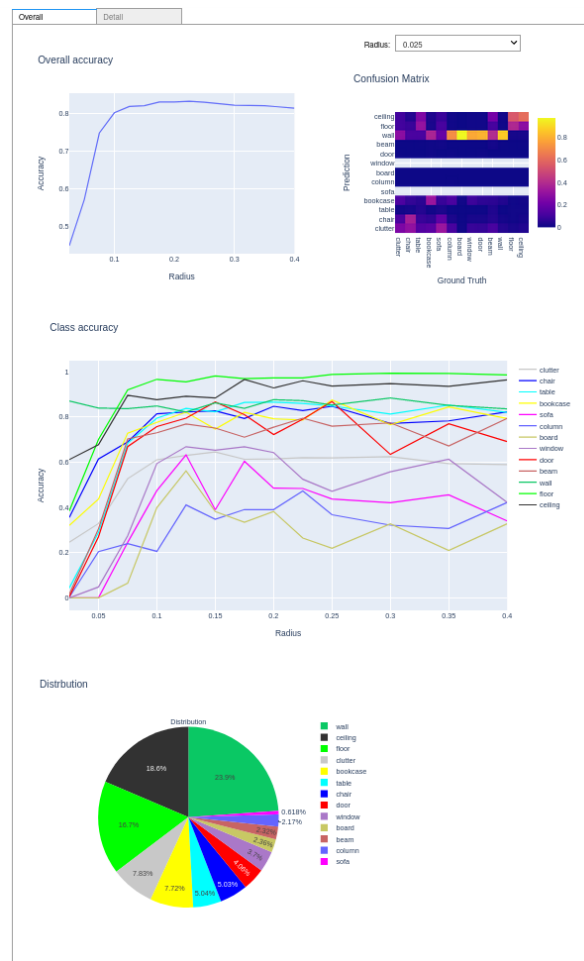 Overall
Detail
Radius:
0.025
Overall accuracy
Confusion Matrix
0.8
0.7
0.6
0.5
Accuracy
0.1
0.2
0.3
0.4
Radius
ceiling
floor
wall
beam
door
window
board
column
sofa
bookcase
table
chair
clutter
Prediction
clutter
chair
table
bookcase
sofa
column
board
window
door
beam
wall
floor
ceiling
Ground Truth
0.8
0.6
0.4
0.2
0
Class accuracy
1
0.8
0.6
0.4
0.2
0
Accuracy
0.05
0.1
0.15
0.2
0.25
0.3
0.35
0.4
Radius
clutter
chair
table
bookcase
sofa
column
board
window
door
beam
wall
floor
ceiling
Distrbution
Distribution
23.9%
18.6%
16.7%
7.83%
7.72%
5.04%
5.03%
4.06%
3.7%
2.36%
2.32%
2.17%
0.618%
wall
ceiling
floor
clutter
bookcase
table
chair
door
window
board
beam
column
sofa